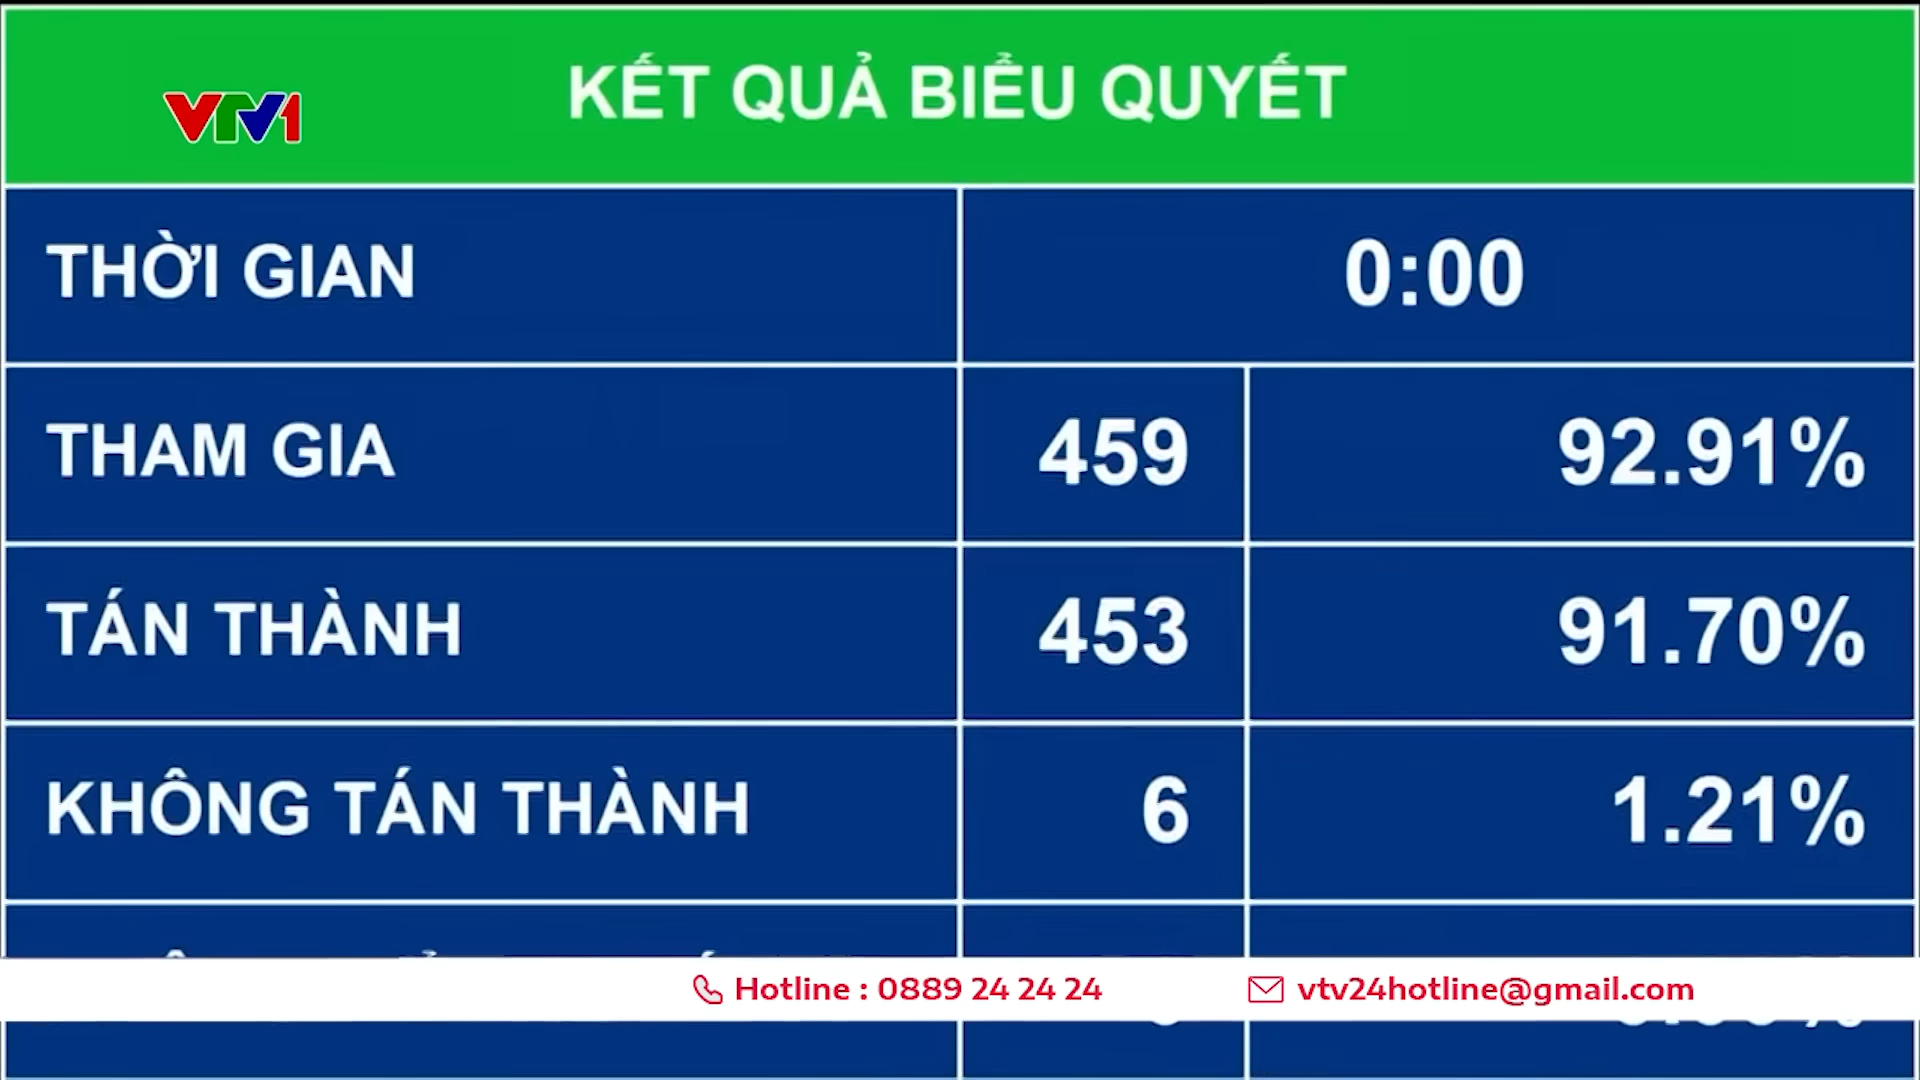 KẾT QUẢ BIỂU QUYẾT
VTV1
THỜI GIAN 0:00
THAM GIA 459 92.91%
TÁN THÀNH 453 91.70%
KHÔNG TÁN THÀNH 6 1.21%
Hotline : 0889 24 24 24 vtv24hotline@gmail.com